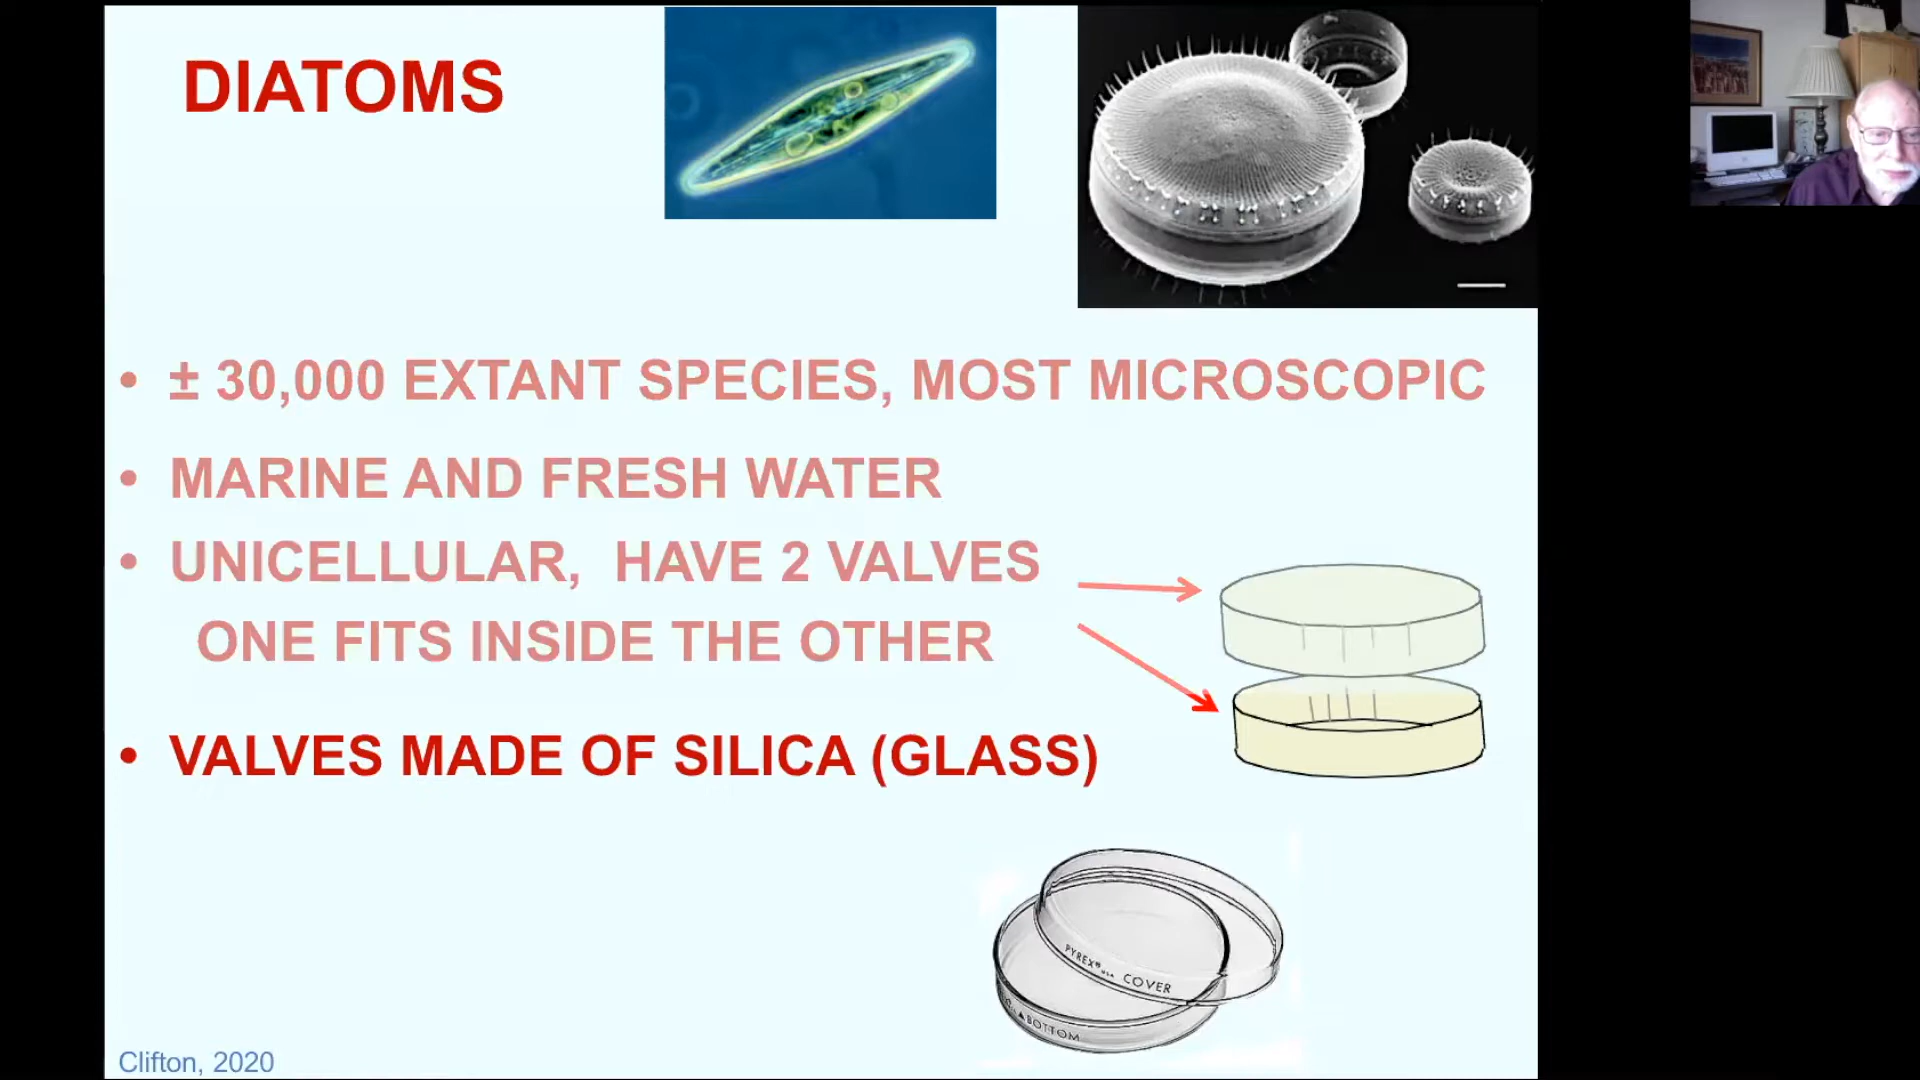 DIATOMS
• ± 30,000 EXTANT SPECIES, MOST MICROSCOPIC
• MARINE AND FRESH WATER
• UNICELLULAR, HAVE 2 VALVES
ONE FITS INSIDE THE OTHER
• VALVES MADE OF SILICA (GLASS)
PYREX® USA COVER
BOTTOM
Clifton, 2020